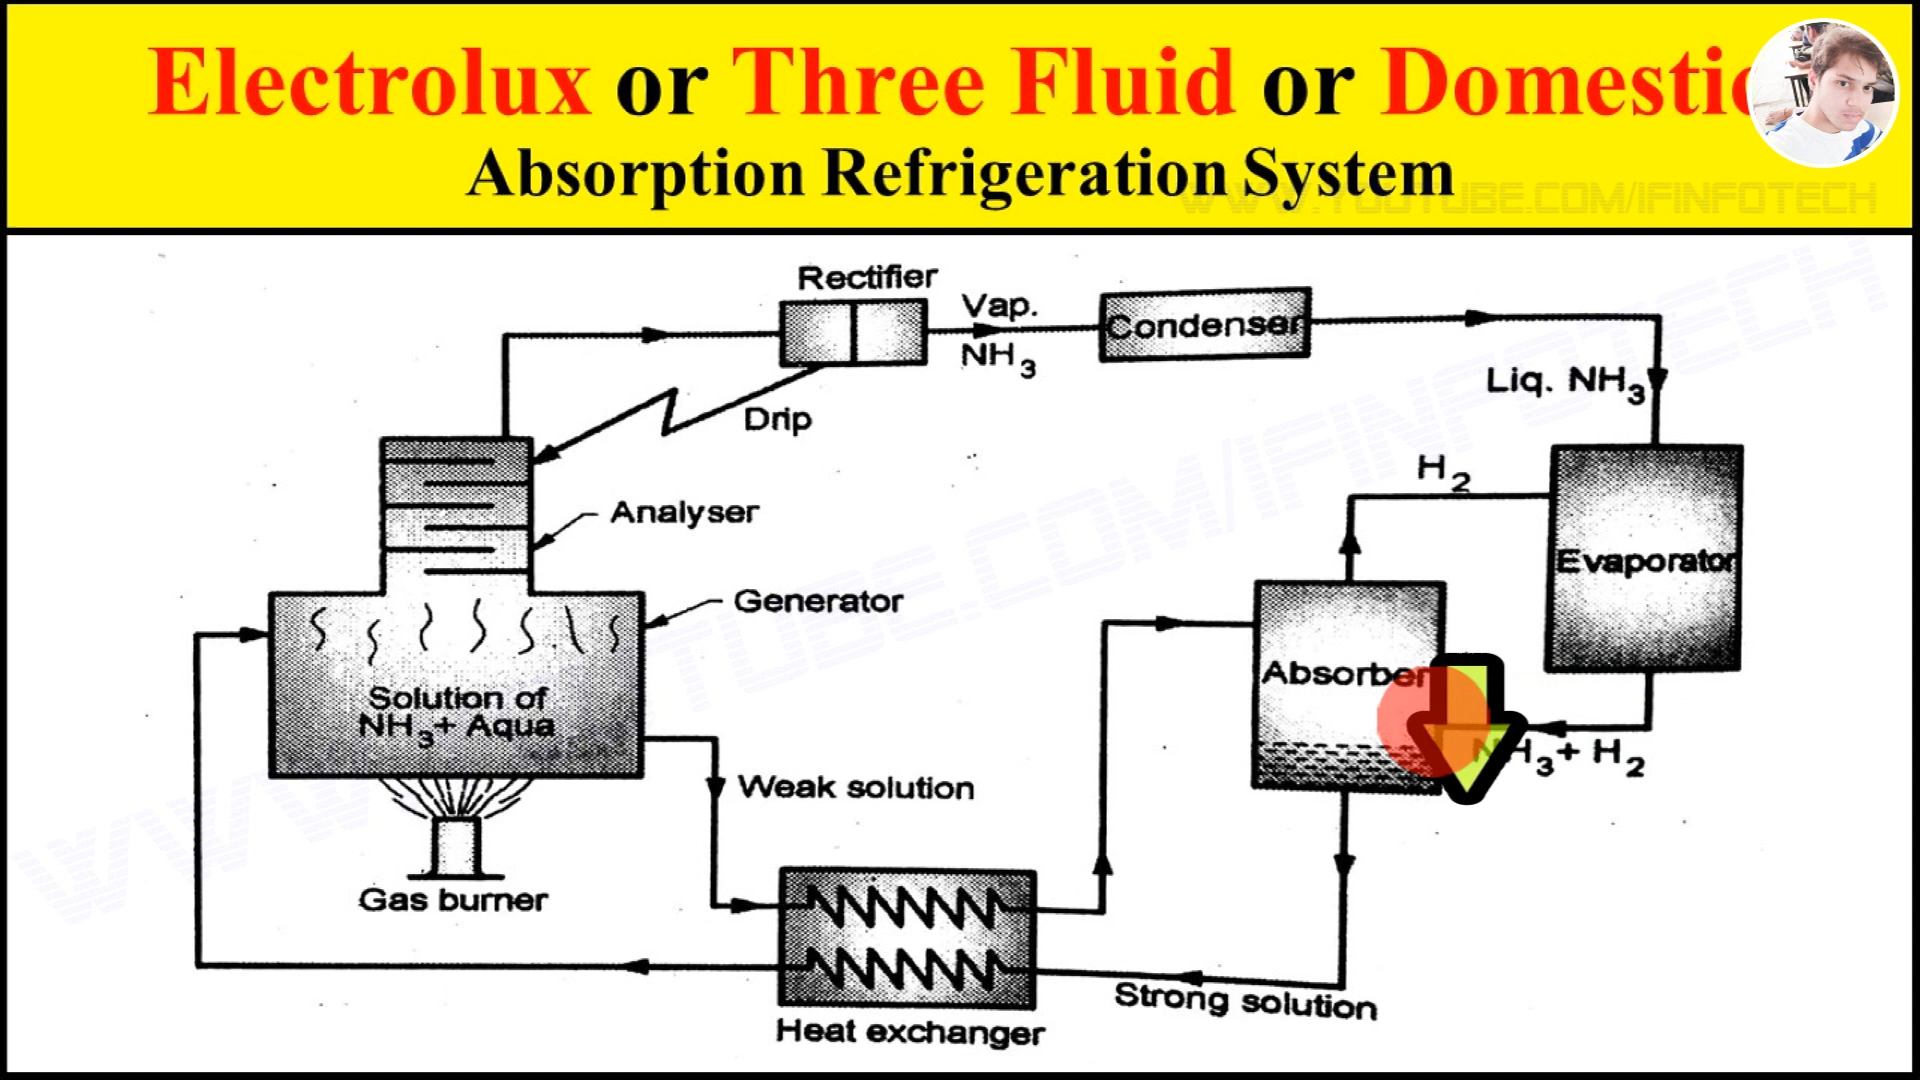 Electrolux or Three Fluid or Domestic
Absorption Refrigeration System
WWW.YOUTUBE.COM/IFINFOTECH
Rectifier
Vap.
NH3
Condenser
Liq. NH3
Drip
H2
Analyser
Evaporator
Generator
Absorber
Solution of
NH3+ Aqua
NH3+ H2
Weak solution
Gas burner
Strong solution
Heat exchanger